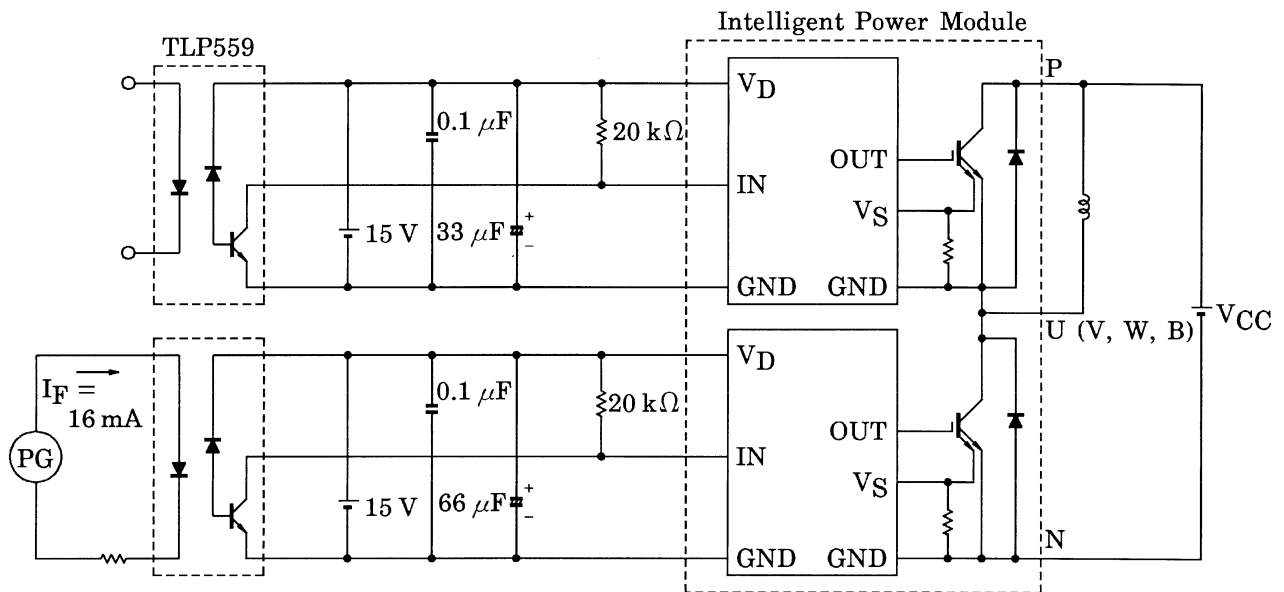 Intelligent Power Module
TLP559
P
V_D
0.1 μF
20 kΩ
OUT
IN
V_S
15 V
33 μF
+
−
GND
GND
U (V, W, B)
V_CC
I_F =
16 mA
V_D
0.1 μF
20 kΩ
OUT
PG
IN
V_S
15 V
66 μF
+
−
N
GND
GND